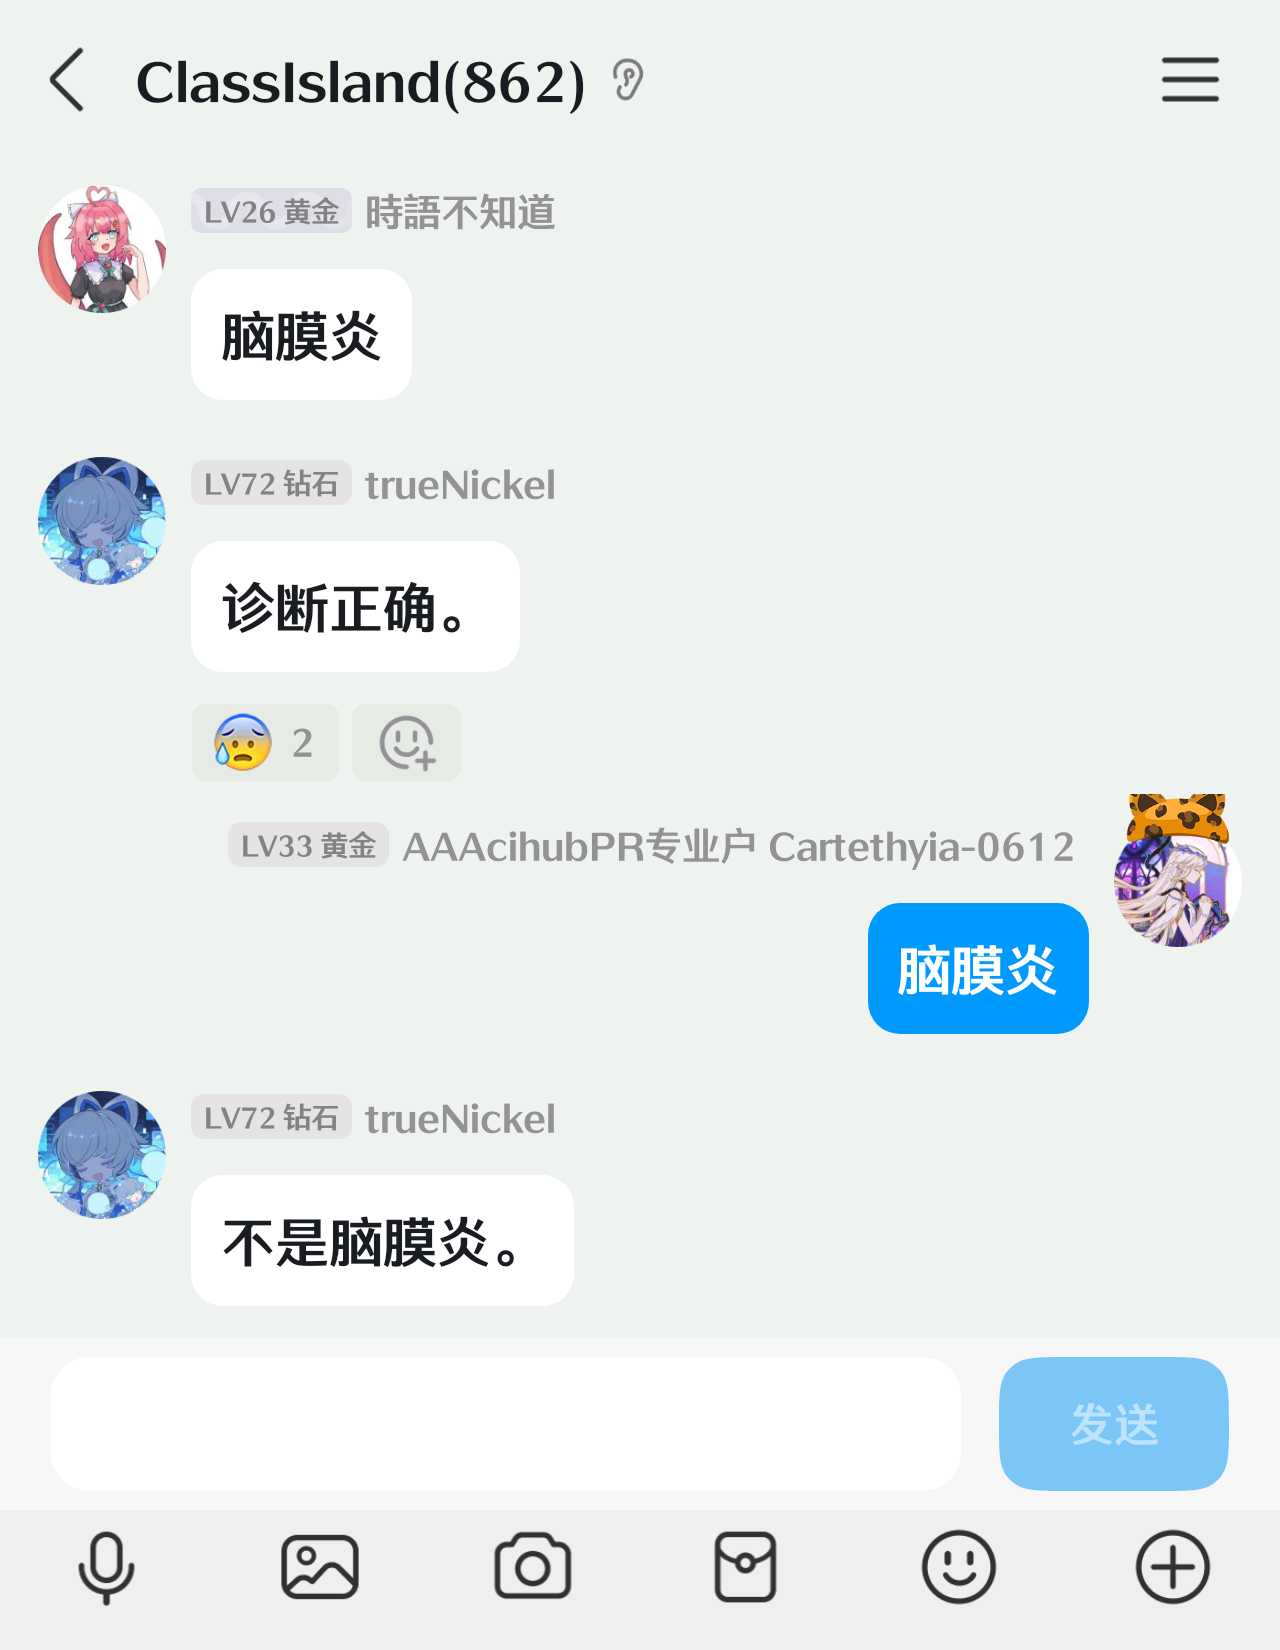 ClassIsland(862)
LV26 黄金 時語不知道
脑膜炎
LV72 钻石 trueNickel
诊断正确。
2
LV33 黄金 AAAcihubPR专业户 Cartethyia-0612
脑膜炎
LV72 钻石 trueNickel
不是脑膜炎。
发送